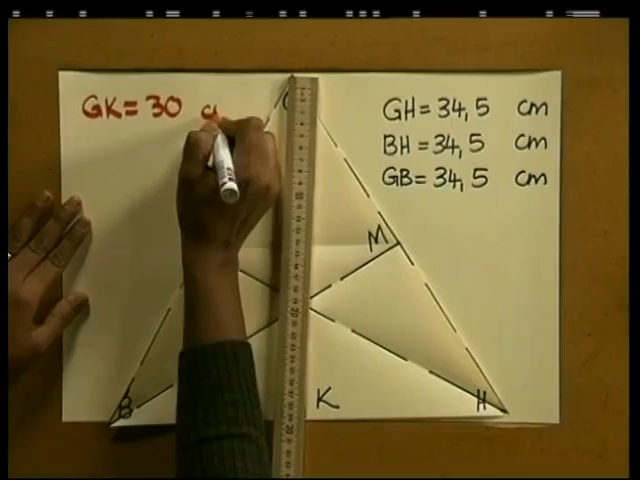 GK= 30 c
GH= 34,5 cm
BH= 34,5 cm
GB= 34,5 cm
M
B
K
H